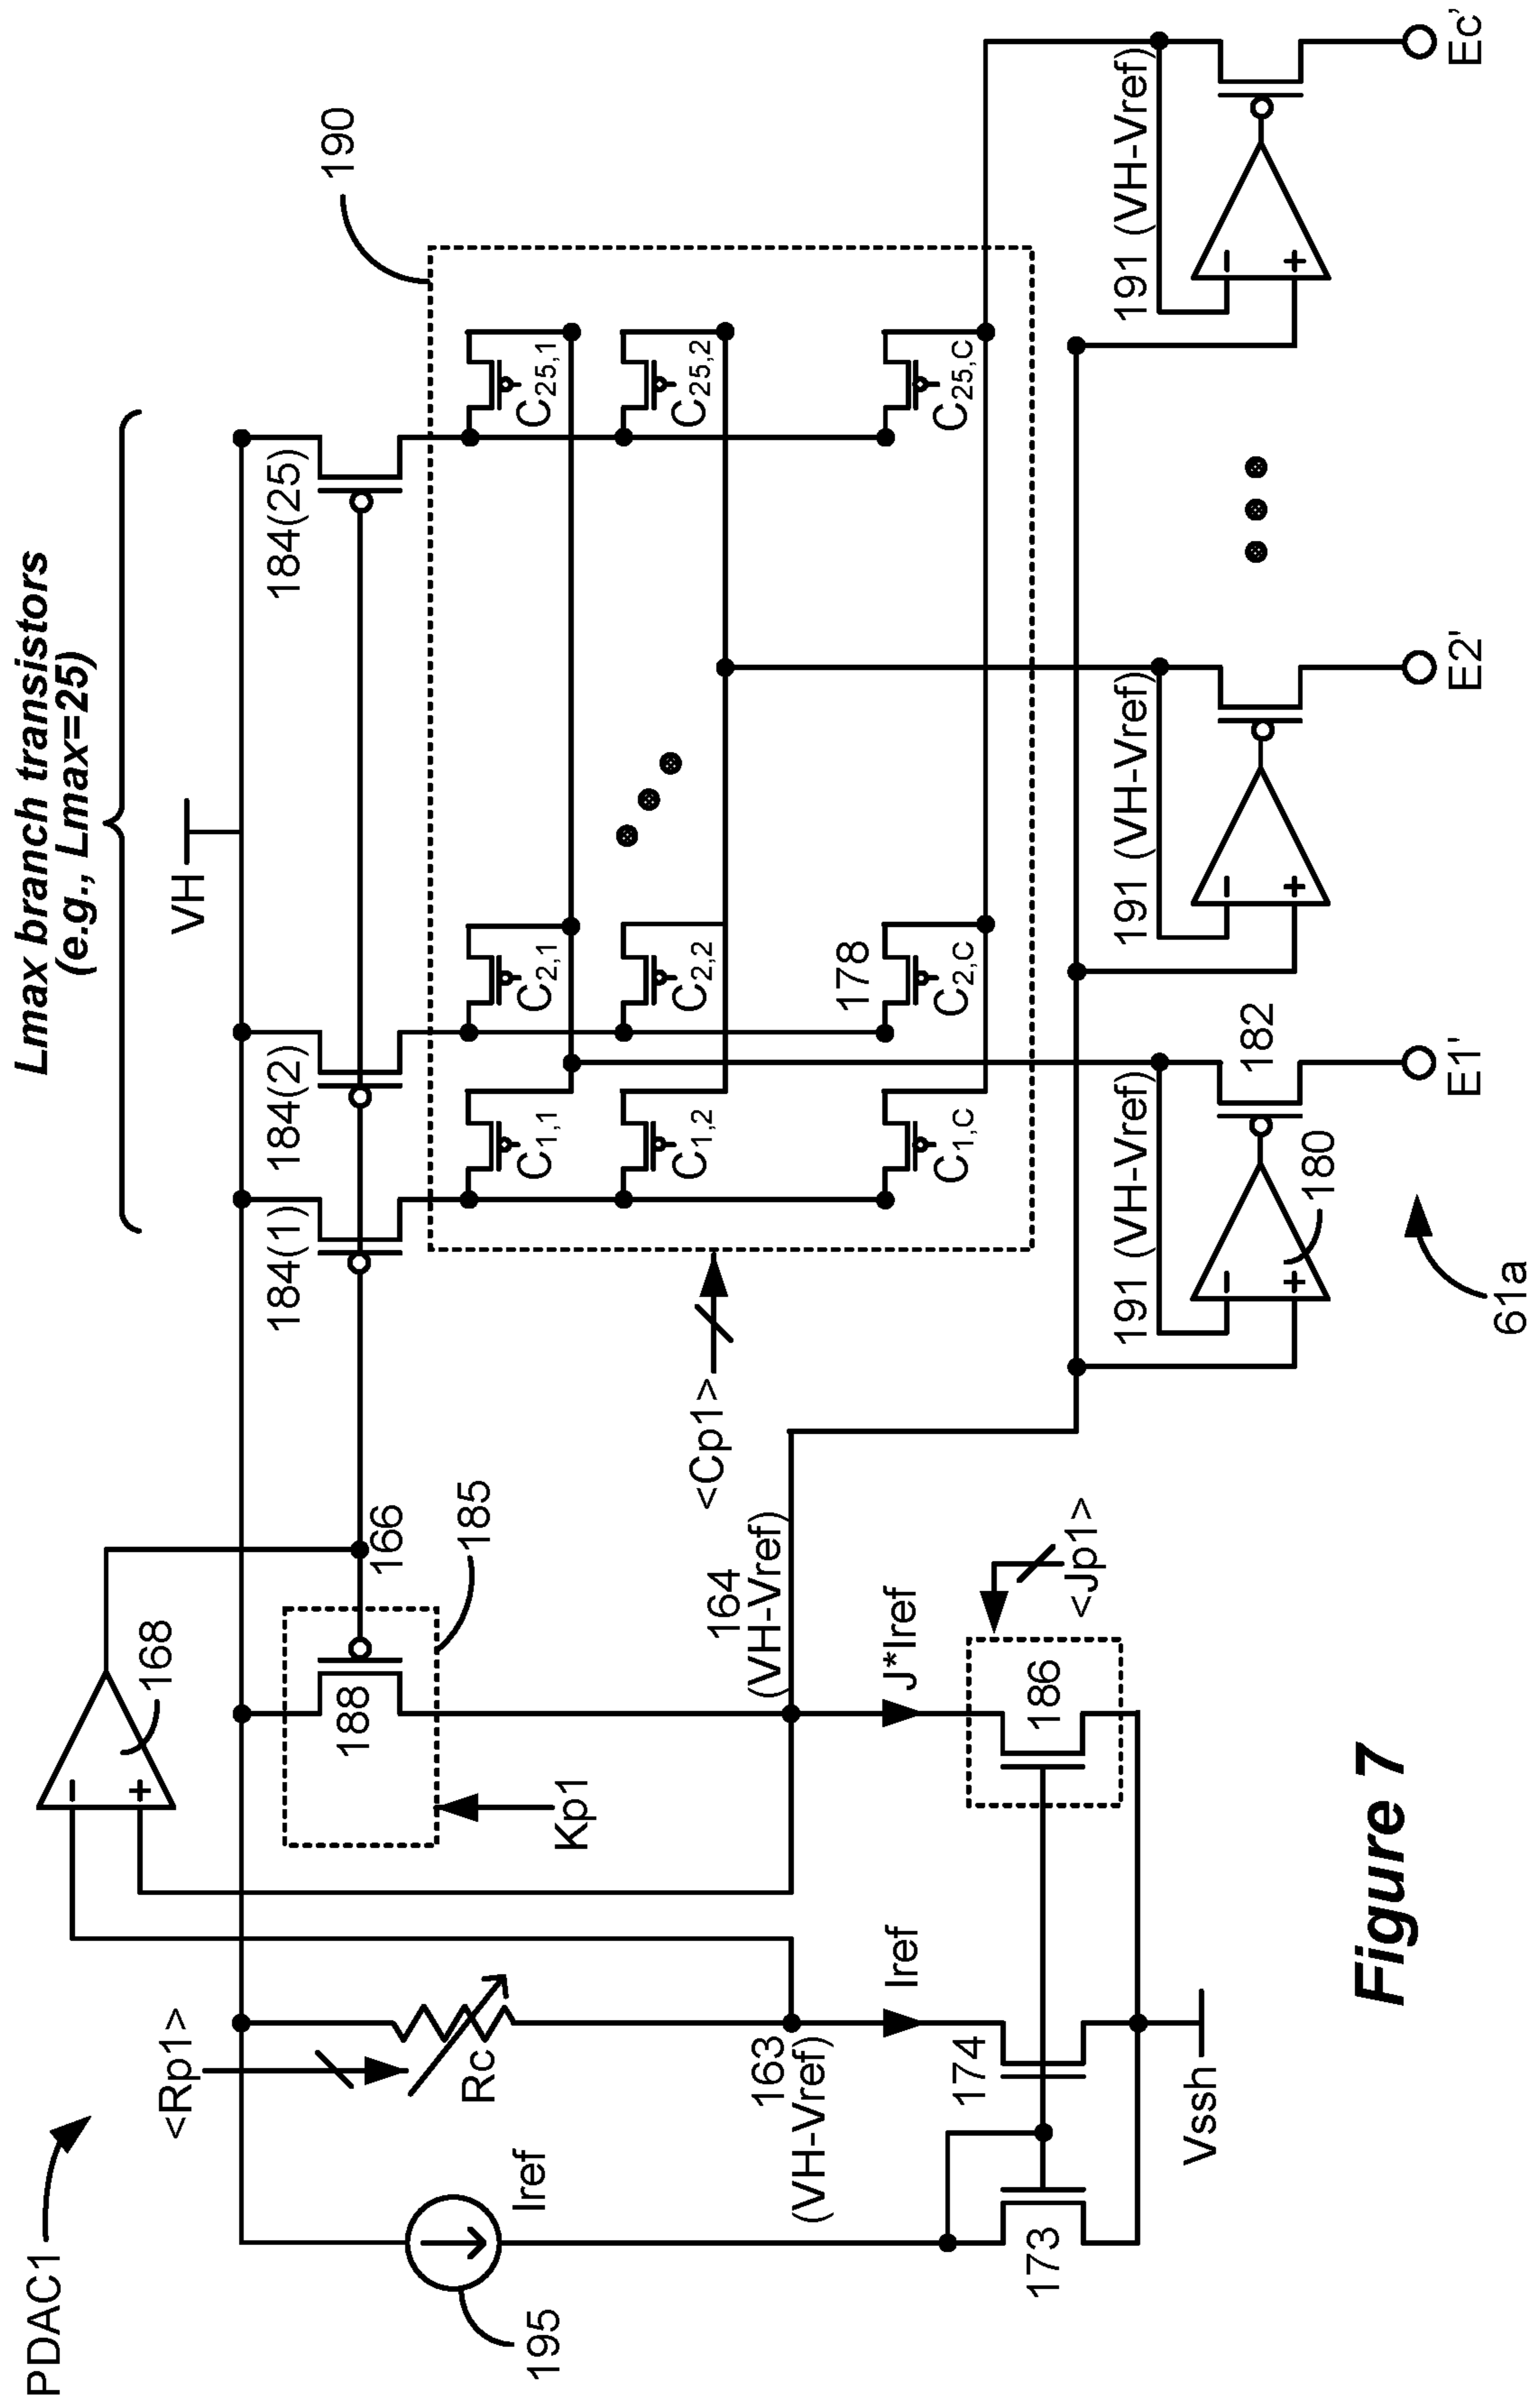 Lmax branch transistors
(e.g., Lmax=25)
PDAC1
<Rp1>
Rc
195
Iref
163
(VH-Vref)
Iref
173
174
Vssh
168
188
166
185
Kp1
164
(VH-Vref)
J*Iref
186
<Jp1>
VH
184(1)
184(2)
184(25)
190
<Cp1>
C1,1
C2,1
C25,1
C1,2
C2,2
C25,2
178
C1,C
C2,C
C25,C
191 (VH-Vref)
191 (VH-Vref)
191 (VH-Vref)
-
+
-
+
-
+
-
+
182
180
E1'
E2'
Ec'
61a
Figure 7